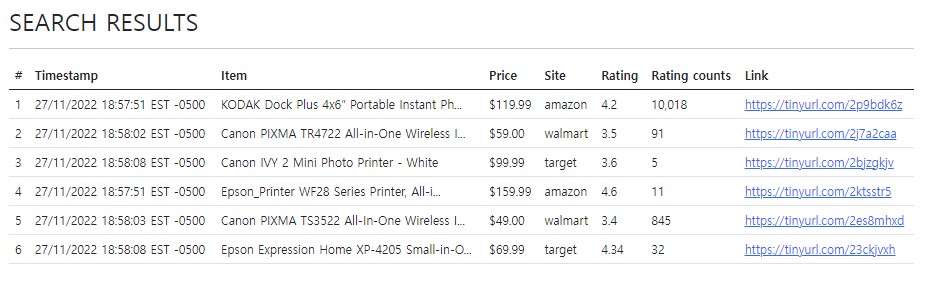 SEARCH RESULTS
# Timestamp Item Price Site Rating Rating counts Link
1 27/11/2022 18:57:51 EST -0500 KODAK Dock Plus 4x6" Portable Instant Ph... $119.99 amazon 4.2 10,018 https://tinyurl.com/2p9bdk6z
2 27/11/2022 18:58:02 EST -0500 Canon PIXMA TR4722 All-in-One Wireless I... $59.00 walmart 3.5 91 https://tinyurl.com/2j7a2caa
3 27/11/2022 18:58:08 EST -0500 Canon IVY 2 Mini Photo Printer - White $99.99 target 3.6 5 https://tinyurl.com/2bjzgkjv
4 27/11/2022 18:57:51 EST -0500 Epson_Printer WF28 Series Printer, All-i... $159.99 amazon 4.6 11 https://tinyurl.com/2ktsstr5
5 27/11/2022 18:58:03 EST -0500 Canon PIXMA TS3522 All-In-One Wireless I... $49.00 walmart 3.4 845 https://tinyurl.com/2es8mhxd
6 27/11/2022 18:58:08 EST -0500 Epson Expression Home XP-4205 Small-in-O... $69.99 target 4.34 32 https://tinyurl.com/23ckjvxh